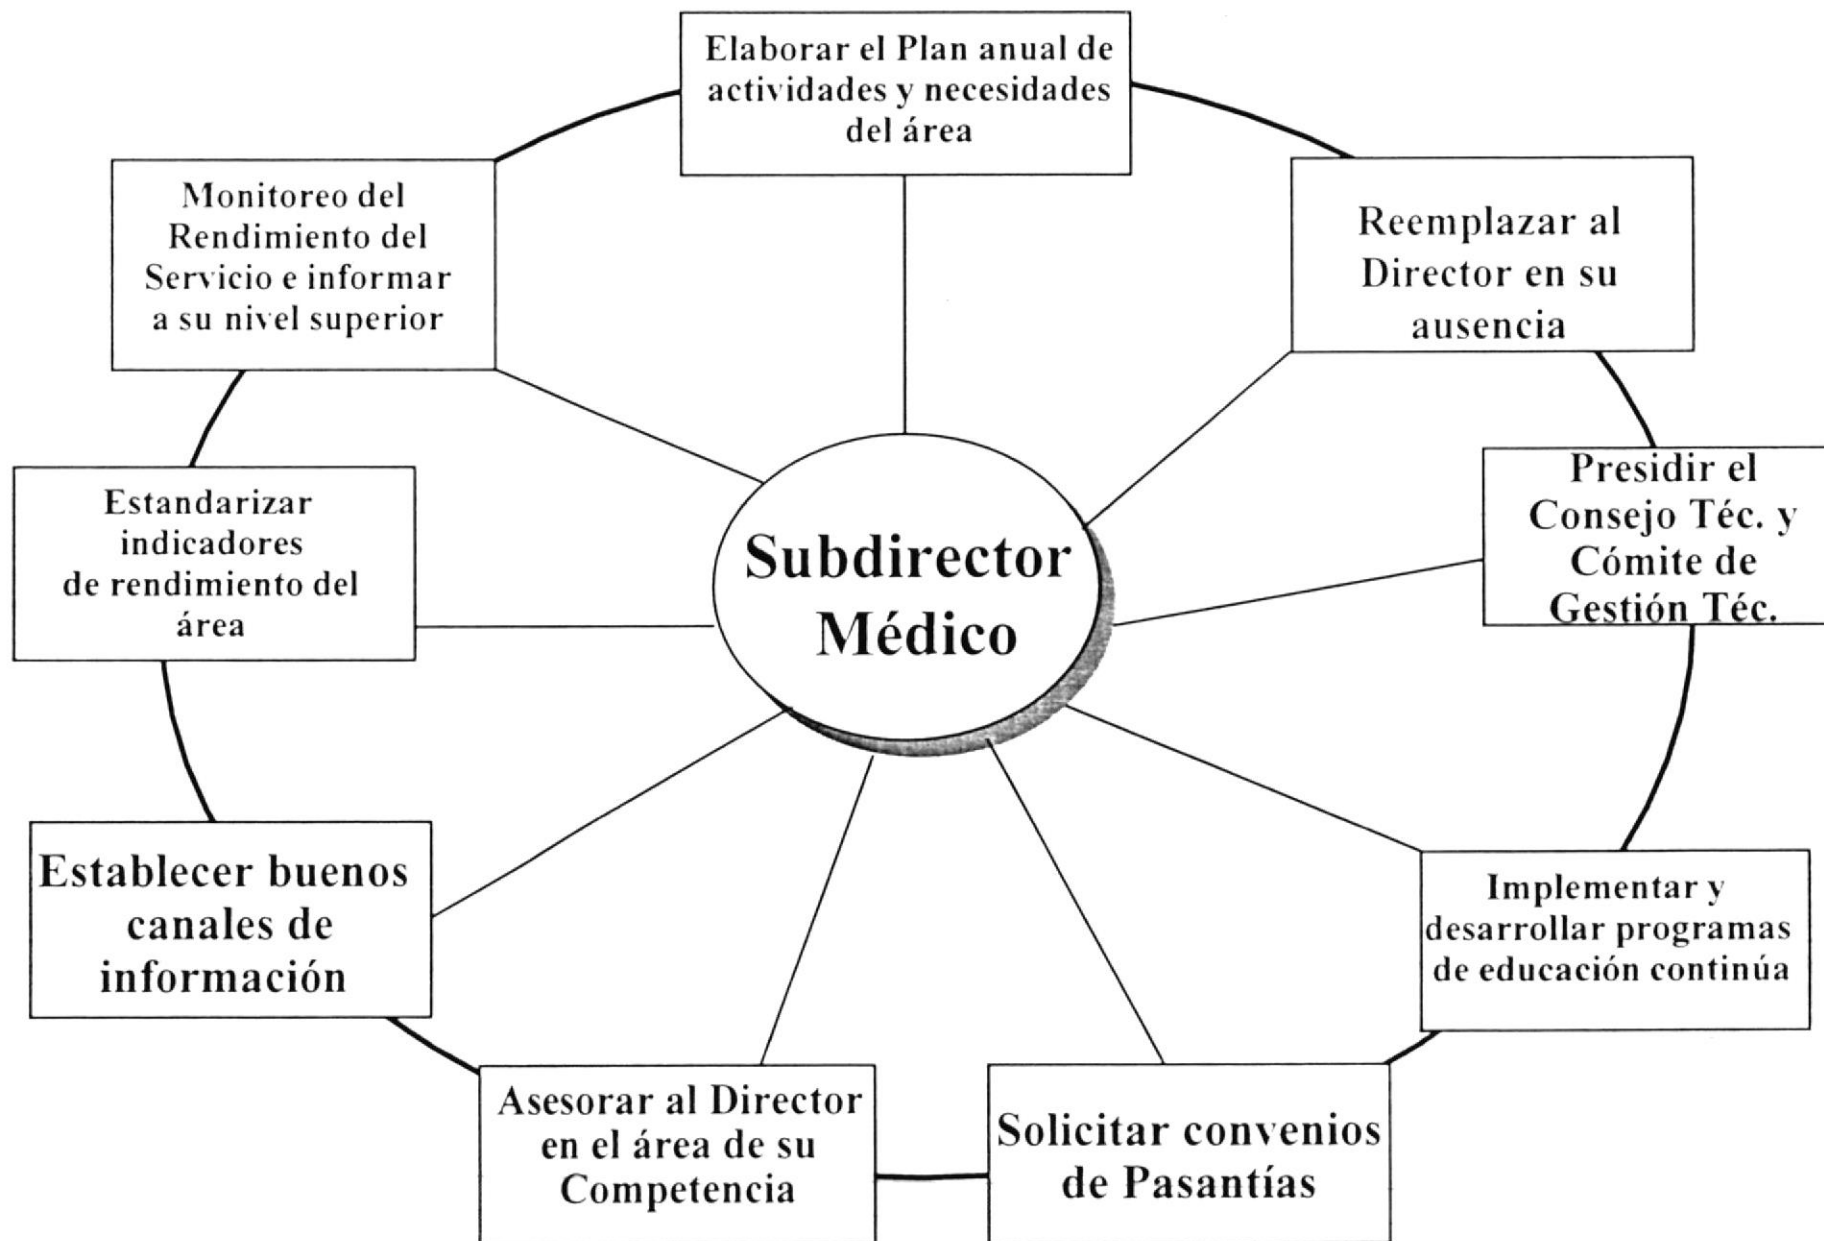 Elaborar el Plan anual de
actividades y necesidades
del área
Monitoreo del
Rendimiento del
Servicio e informar
a su nivel superior
Reemplazar al
Director en su
ausencia
Estandarizar
indicadores
de rendimiento del
área
Subdirector
Médico
Presidir el
Consejo Téc. y
Cómite de
Gestión Téc.
Establecer buenos
canales de
información
Implementar y
desarrollar programas
de educación continúa
Asesorar al Director
en el área de su
Competencia
Solicitar convenios
de Pasantías